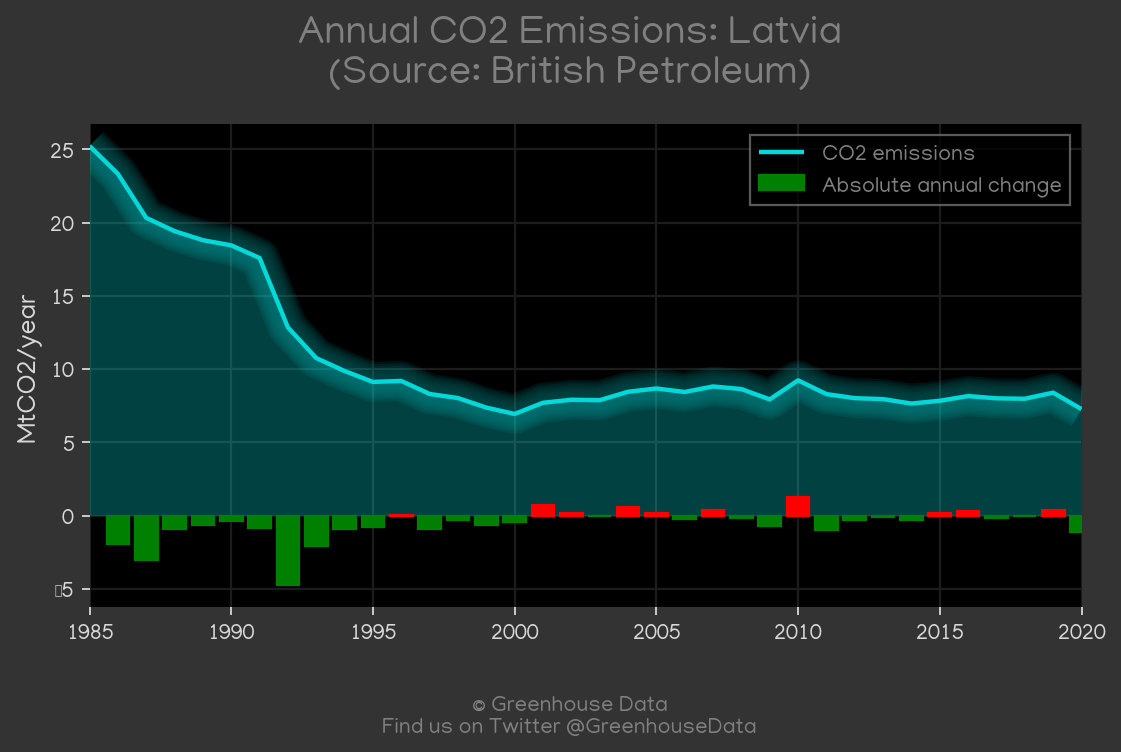 Annual CO2 Emissions: Latvia
(Source: British Petroleum)
CO2 emissions
Absolute annual change
MtCO2/year
25
20
15
10
5
0
▯5
1985 1990 1995 2000 2005 2010 2015 2020
© Greenhouse Data
Find us on Twitter @GreenhouseData